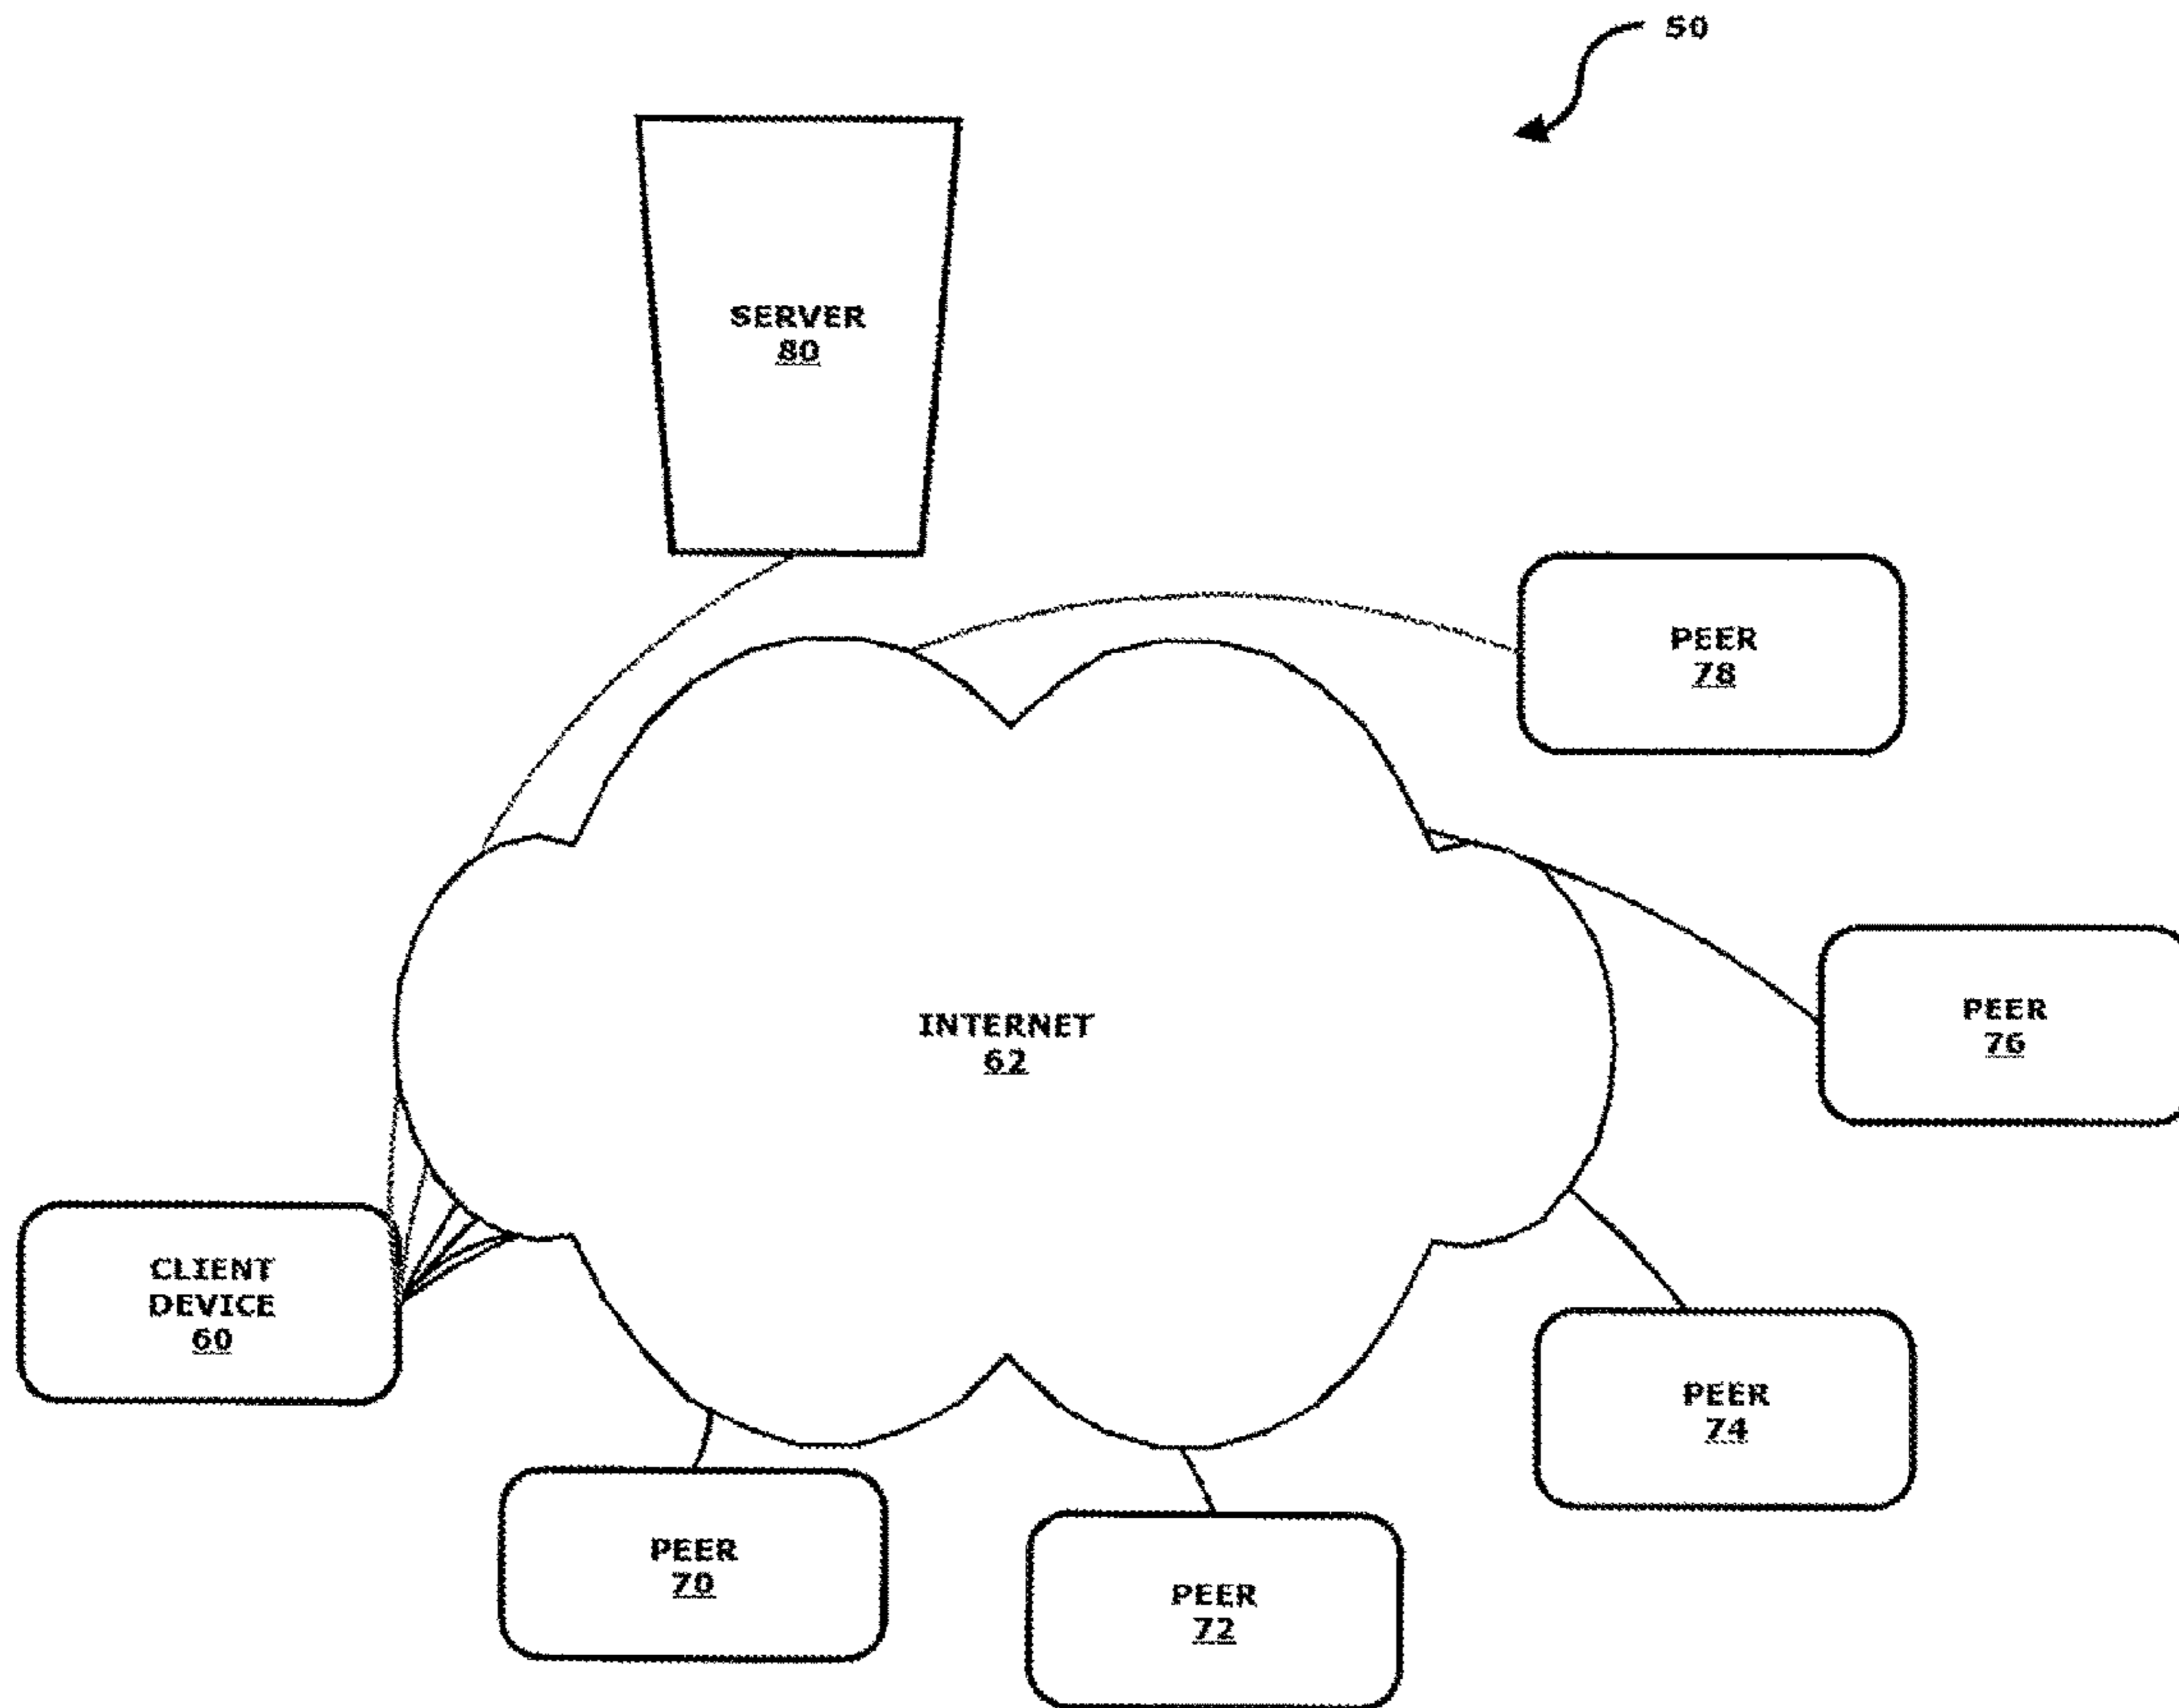 50
SERVER
80
PEER
78
INTERNET
62
PEER
76
CLIENT
DEVICE
60
PEER
74
PEER
70
PEER
72